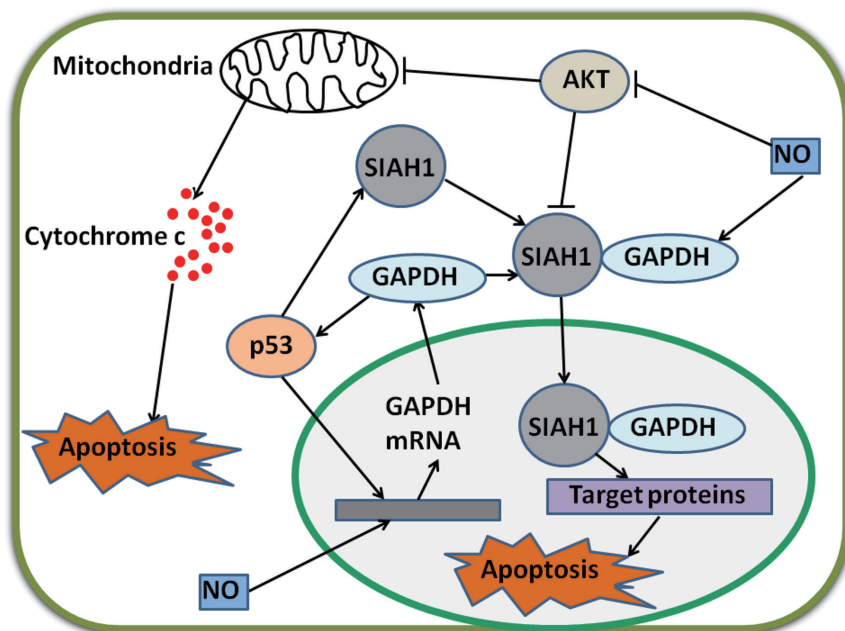 Mitochondria
AKT
NO
SIAH1
Cytochrome c
SIAH1
GAPDH
GAPDH
p53
GAPDH
mRNA
SIAH1
GAPDH
Apoptosis
Target proteins
Apoptosis
NO